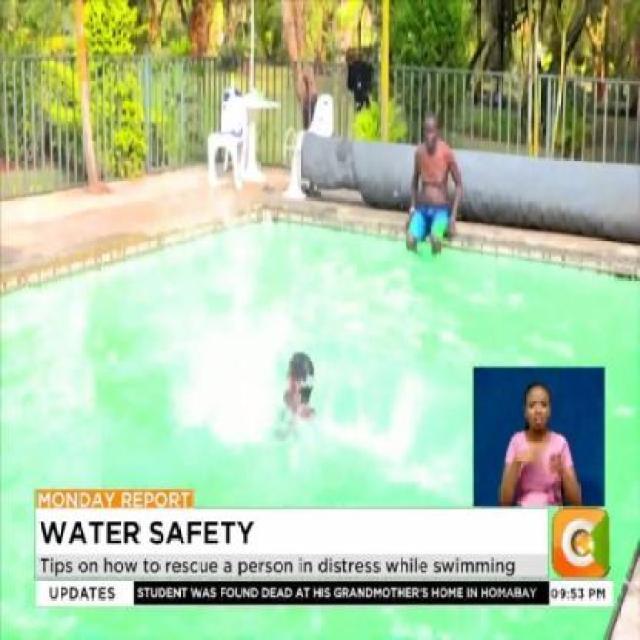 MONDAY REPORT
WATER SAFETY
Tips on how to rescue a person in distress while swimming
UPDATES STUDENT WAS FOUND DEAD AT HIS GRANDMOTHER'S HOME IN HOMABAY 09:53 PM